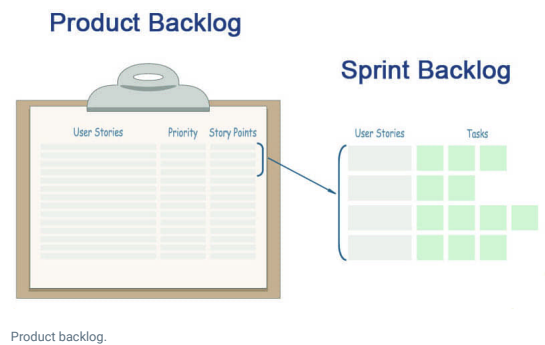 Product Backlog
Sprint Backlog
User Stories Priority Story Points
User Stories Tasks
Product backlog.